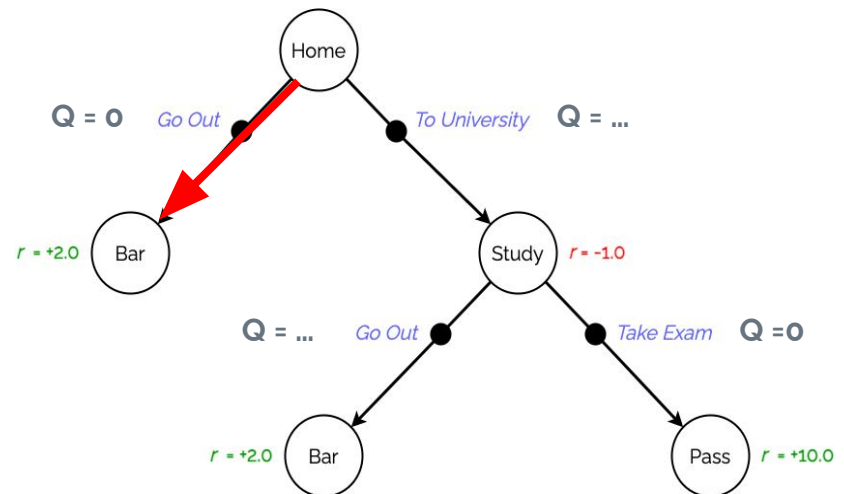 Home
Q = 0 Go Out To University Q = ...
r = +2.0 Bar Study r = -1.0
Q = ... Go Out Take Exam Q =0
r = +2.0 Bar Pass r = +10.0